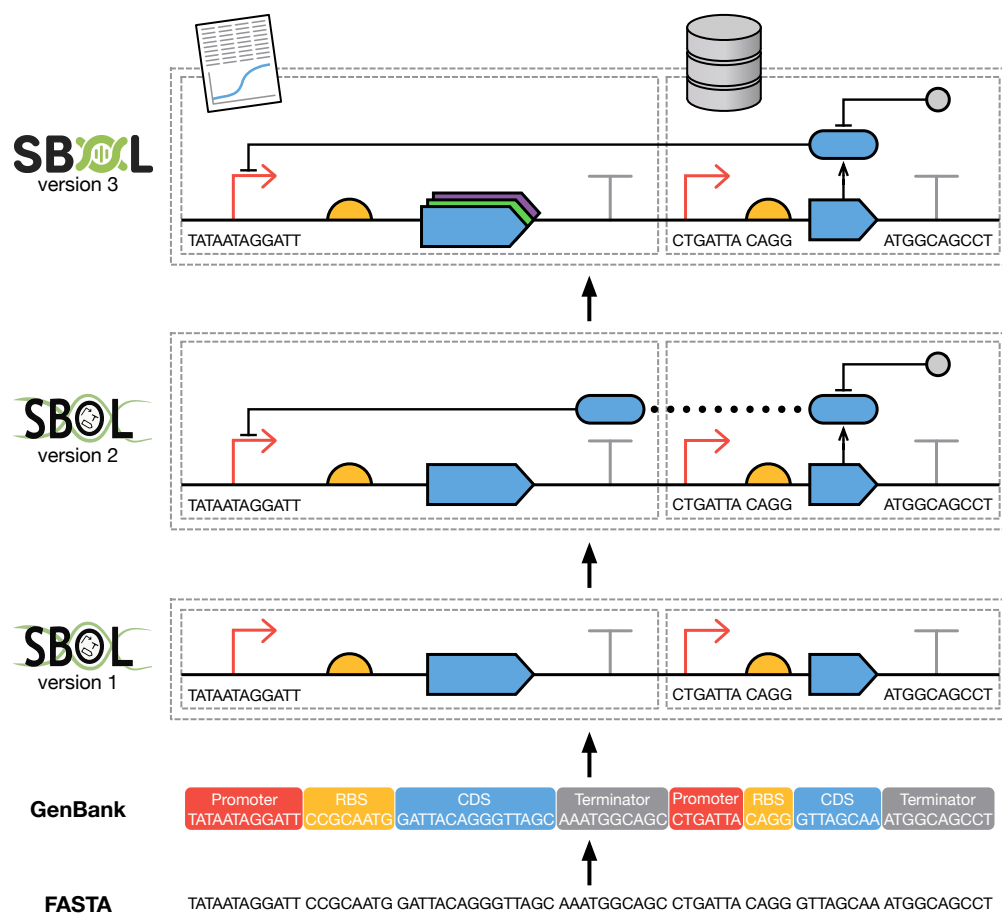 SBOL
version 3
TATAATAGGATT CTGATTA CAGG ATGGCAGCCT
SBOL
version 2
TATAATAGGATT CTGATTA CAGG ATGGCAGCCT
SBOL
version 1
TATAATAGGATT CTGATTA CAGG ATGGCAGCCT
GenBank
Promoter RBS CDS Terminator Promoter RBS CDS Terminator
TATAATAGGATT CCGCAATG GATTACAGGGTTAGC AAATGGCAGC CTGATTA CAGG GTTAGCAA ATGGCAGCCT
FASTA TATAATAGGATT CCGCAATG GATTACAGGGTTAGC AAATGGCAGC CTGATTA CAGG GTTAGCAA ATGGCAGCCT